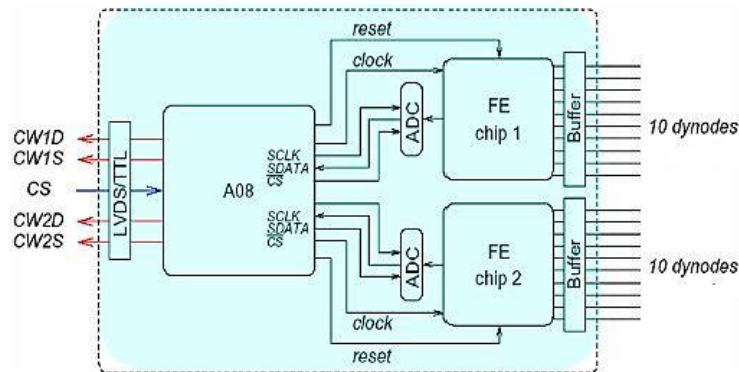 reset
clock
CW1D
CW1S
CS
CW2D
CW2S
LVDS/TTL
A08
SCLK
SDATA
CS
SCLK
SDATA
CS
ADC
FE
chip 1
Buffer
10 dynodes
ADC
FE
chip 2
Buffer
10 dynodes
clock
reset